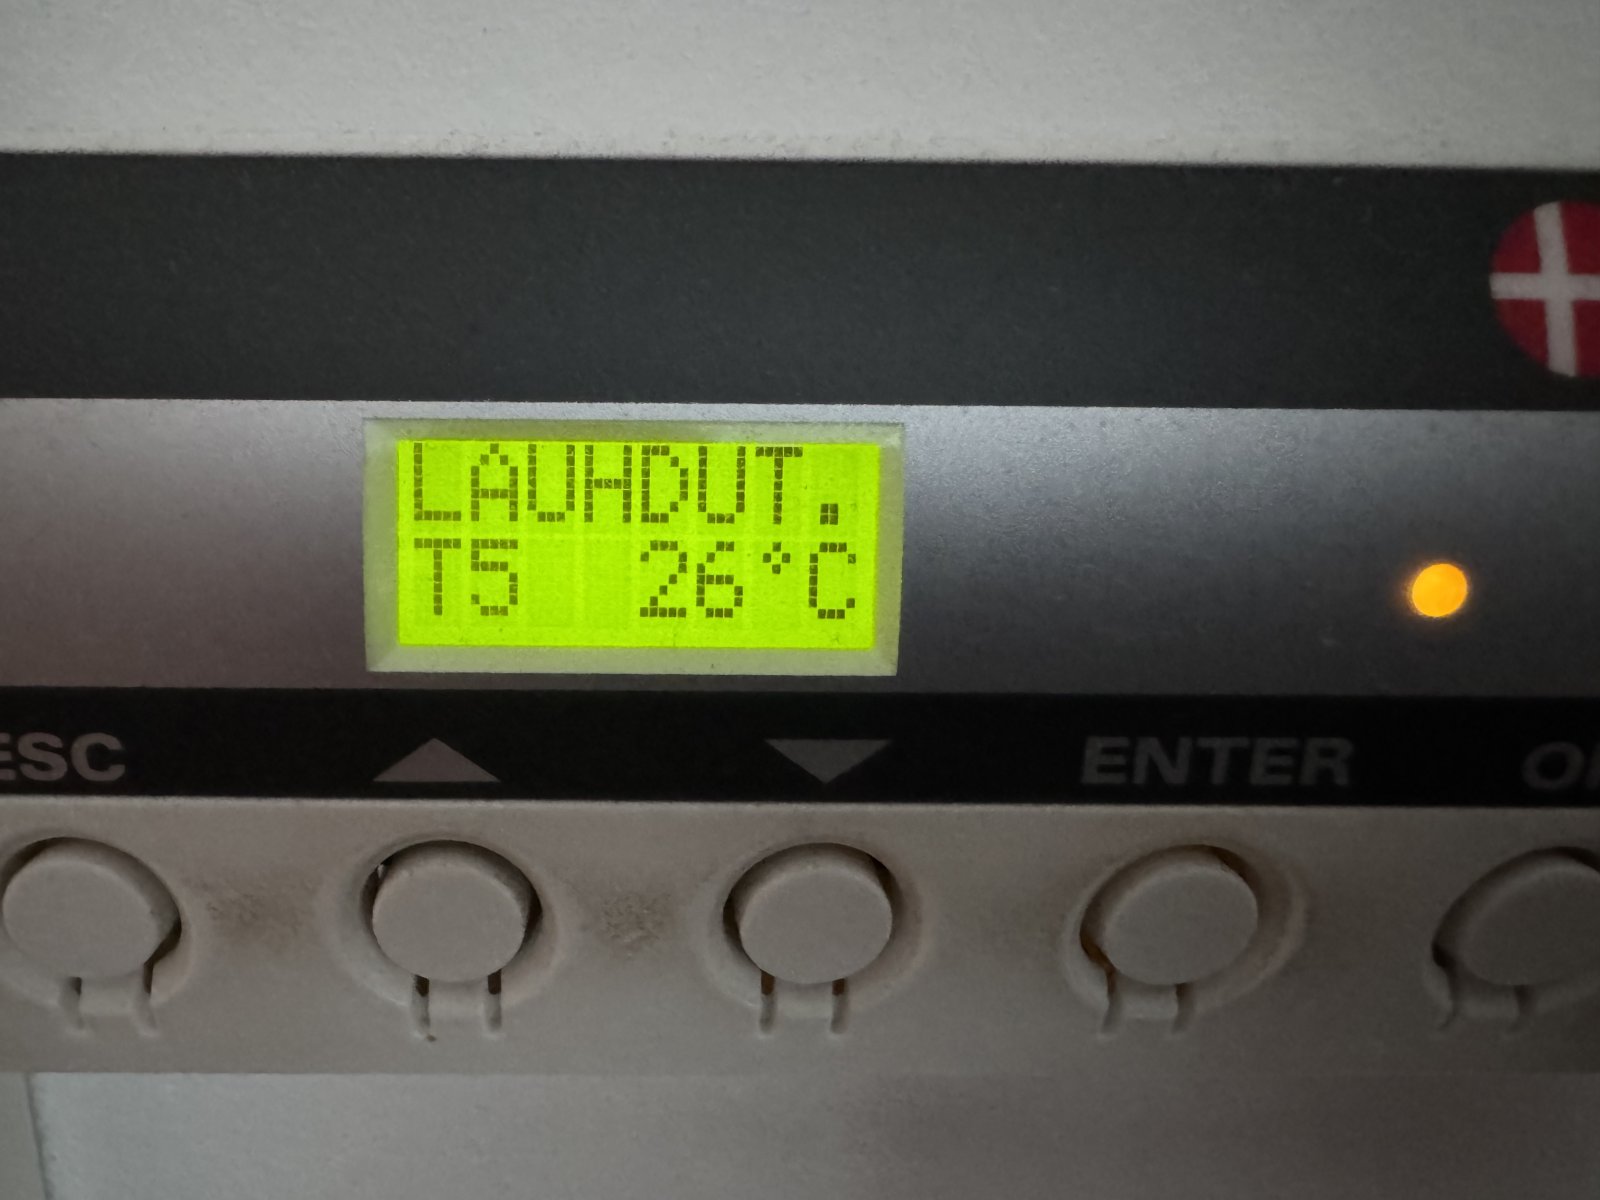 LAUHDUT.
T5 26°C
ESC ENTER